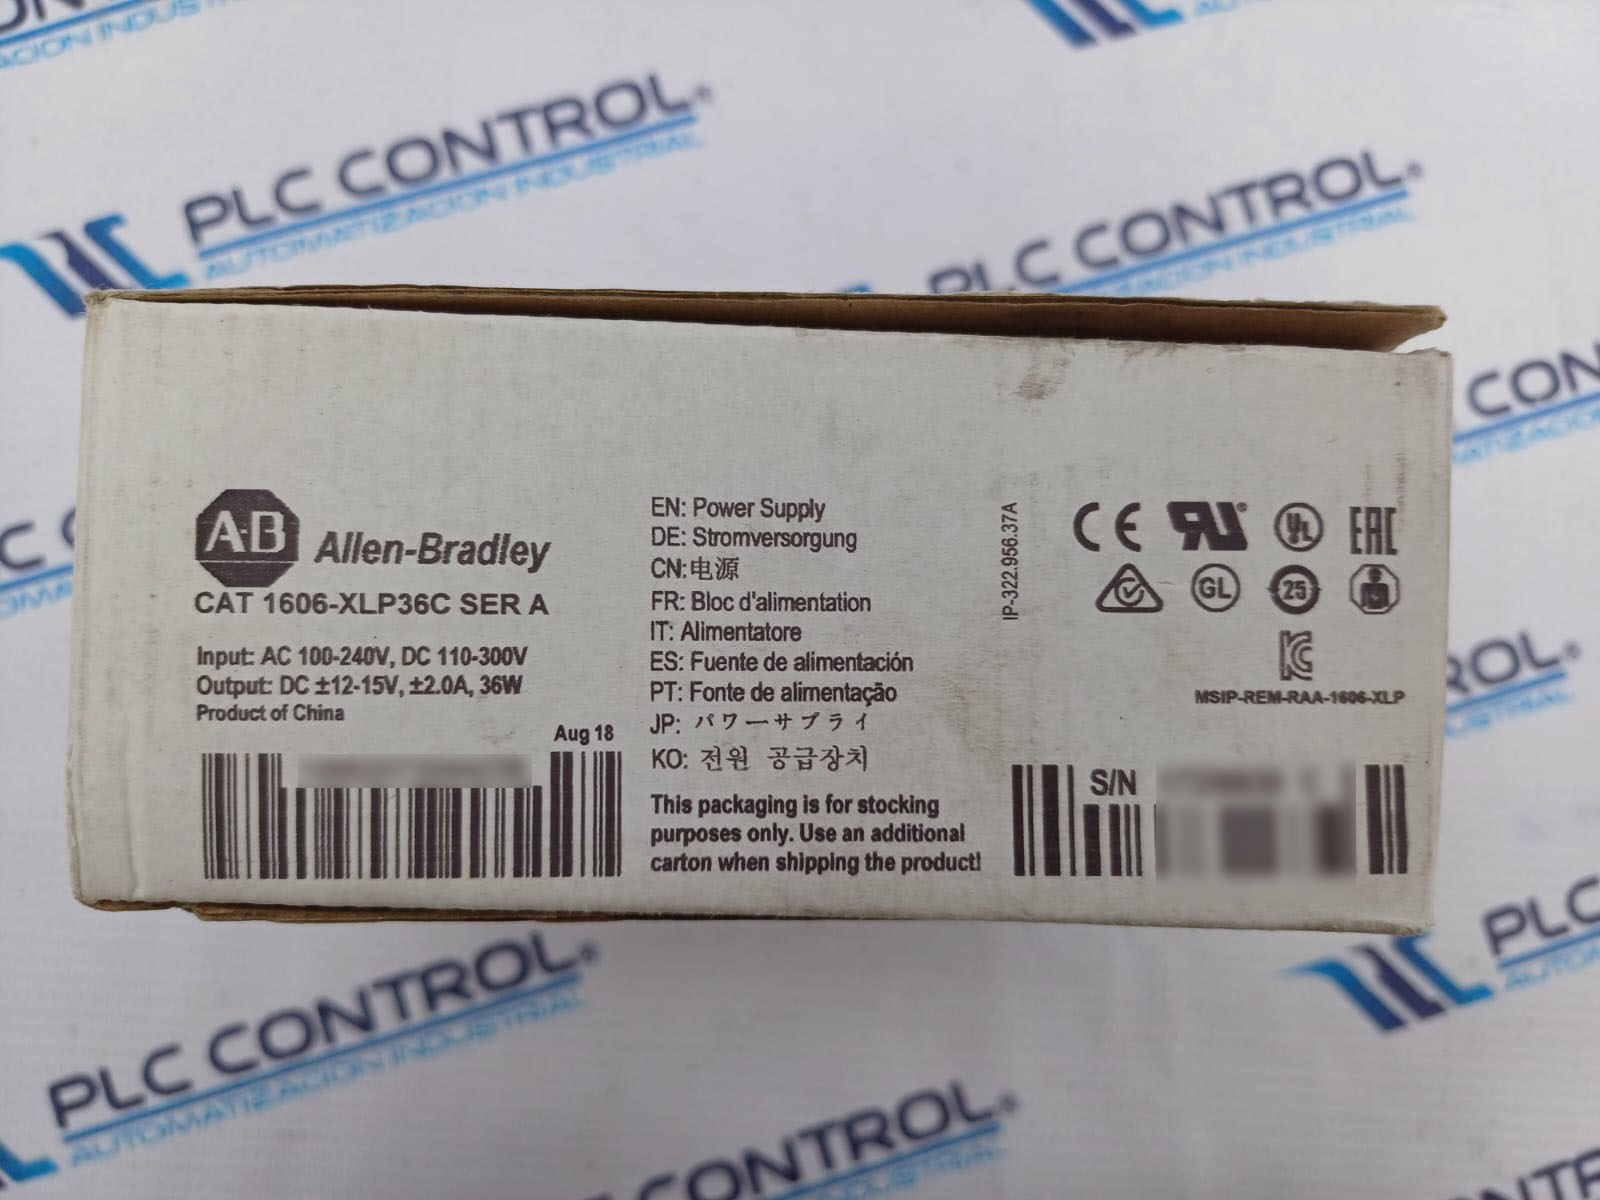 PLC CONTROL®
AUTOMATIZACION INDUSTRIAL
PLC CONTROL®
AUTOMATIZACION INDUSTRIAL
A-B Allen-Bradley
CAT 1606-XLP36C SER A
Input: AC 100-240V, DC 110-300V
Output: DC ±12-15V, ±2.0A, 36W
Product of China
Aug 18
EN: Power Supply
DE: Stromversorgung
CN:电源
FR: Bloc d'alimentation
IT: Alimentatore
ES: Fuente de alimentación
PT: Fonte de alimentação
JP: パワーサプライ
KO: 전원 공급장치
This packaging is for stocking
purposes only. Use an additional
carton when shipping the product!
IP-322.956.37A
CE RU® UL EAC
GL 25
KC
MSIP-REM-RAA-1606-XLP
S/N
PLC CONTROL®
AUTOMATIZACION INDUSTRIAL
PLC CONTROL®